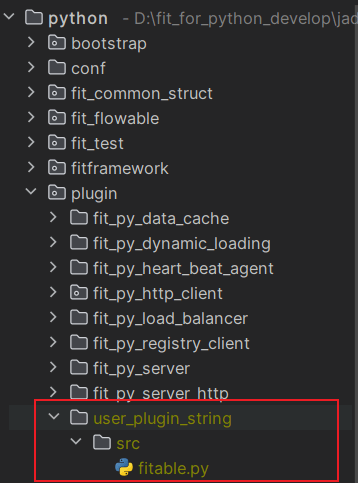 python - D:\fit_for_python_develop\jad
bootstrap
conf
fit_common_struct
fit_flowable
fit_test
fitframework
plugin
fit_py_data_cache
fit_py_dynamic_loading
fit_py_heart_beat_agent
fit_py_http_client
fit_py_load_balancer
fit_py_registry_client
fit_py_server
fit_py_server_http
user_plugin_string
src
fitable.py